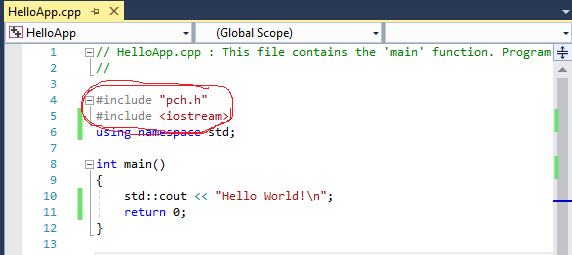 HelloApp.cpp
HelloApp (Global Scope)
1 // HelloApp.cpp : This file contains the 'main' function. Program
2 //
3
4 #include "pch.h"
5 #include <iostream>
6 using namespace std;
7
8 int main()
9 {
10 std::cout << "Hello World!\n";
11 return 0;
12 }
13